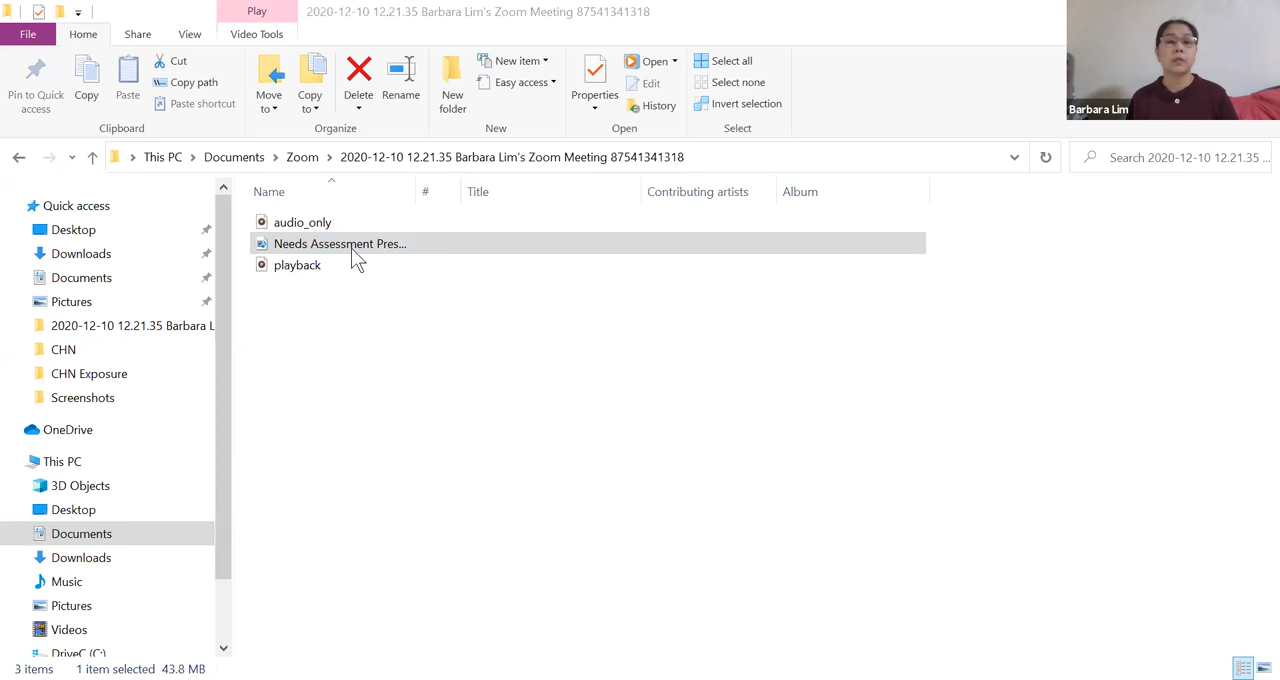 Play
2020-12-10 12.21.35 Barbara Lim's Zoom Meeting 87541341318
File
Home
Share
View
Video Tools
Pin to Quick access
Copy
Paste
Cut
Copy path
Paste shortcut
Clipboard
Move to
Copy to
Delete
Rename
Organize
New folder
New item
Easy access
New
Properties
Open
Edit
History
Open
Select all
Select none
Invert selection
Select
Barbara Lim
This PC
Documents
Zoom
2020-12-10 12.21.35 Barbara Lim's Zoom Meeting 87541341318
Search 2020-12-10 12.21.35 ...
Name
#
Title
Contributing artists
Album
audio_only
Needs Assessment Pres...
playback
Quick access
Desktop
Downloads
Documents
Pictures
2020-12-10 12.21.35 Barbara L
CHN
CHN Exposure
Screenshots
OneDrive
This PC
3D Objects
Desktop
Documents
Downloads
Music
Pictures
Videos
DriveC (C:)
3 items
1 item selected 43.8 MB